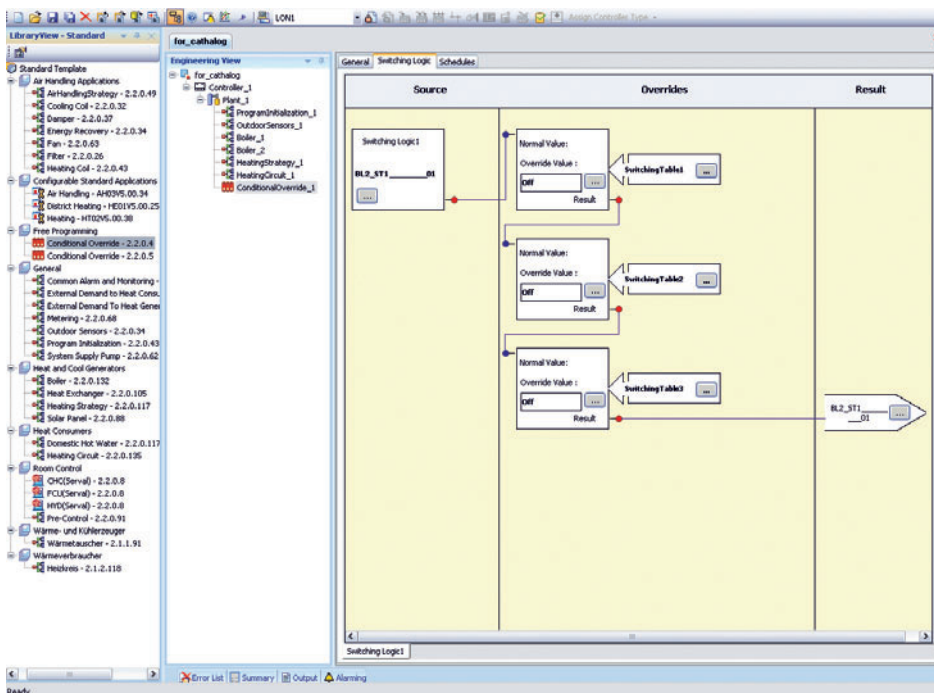 LON1
Assign Controller Type
LibraryView - Standard
Standard Template
Air Handling Applications
AirHandlingStrategy - 2.2.0.49
Cooling Coil - 2.2.0.32
Damper - 2.2.0.37
Energy Recovery - 2.2.0.34
Fan - 2.2.0.63
Filter - 2.2.0.26
Heating Coil - 2.2.0.43
Configurable Standard Applications
Air Handling - AH03V5.00.34
District Heating - HE01V5.00.25
Heating - HT02V5.00.38
Free Programming
Conditional Override - 2.2.0.4
Conditional Override - 2.2.0.5
General
Common Alarm and Monitoring -
External Demand to Heat Consu
External Demand To Heat Gener
Metering - 2.2.0.68
Outdoor Sensors - 2.2.0.34
Program Initialization - 2.2.0.43
System Supply Pump - 2.2.0.62
Heat and Cool Generators
Boiler - 2.2.0.132
Heat Exchanger - 2.2.0.105
Heating Strategy - 2.2.0.117
Solar Panel - 2.2.0.88
Heat Consumers
Domestic Hot Water - 2.2.0.117
Heating Circuit - 2.2.0.135
Room Control
CHC(Serval) - 2.2.0.8
FCU(Serval) - 2.2.0.8
HYD(Serval) - 2.2.0.8
Pre-Control - 2.2.0.91
Wärme- und Kühlerzeuger
Wärmetauscher - 2.1.1.91
Wärmeverbraucher
Heizkreis - 2.1.2.118
for_cathalog
Engineering View
for_cathalog
Controller_1
Plant_1
ProgramInitialization_1
OutdoorSensors_1
Boiler_1
Boiler_2
HeatingStrategy_1
HeatingCircuit_1
ConditionalOverride_1
General Switching Logic Schedules
Source Overrides Result
Switching Logic1
BL2_ST1________01
...
Normal Value:
Override Value :
Off ...
Result
SwitchingTable1 ...
Normal Value:
Override Value :
Off ...
Result
SwitchingTable2 ...
Normal Value:
Override Value :
Off ...
Result
SwitchingTable3 ...
BL2_ST1_____
___01
...
Switching Logic1
Error List Summary Output Alarming
Ready